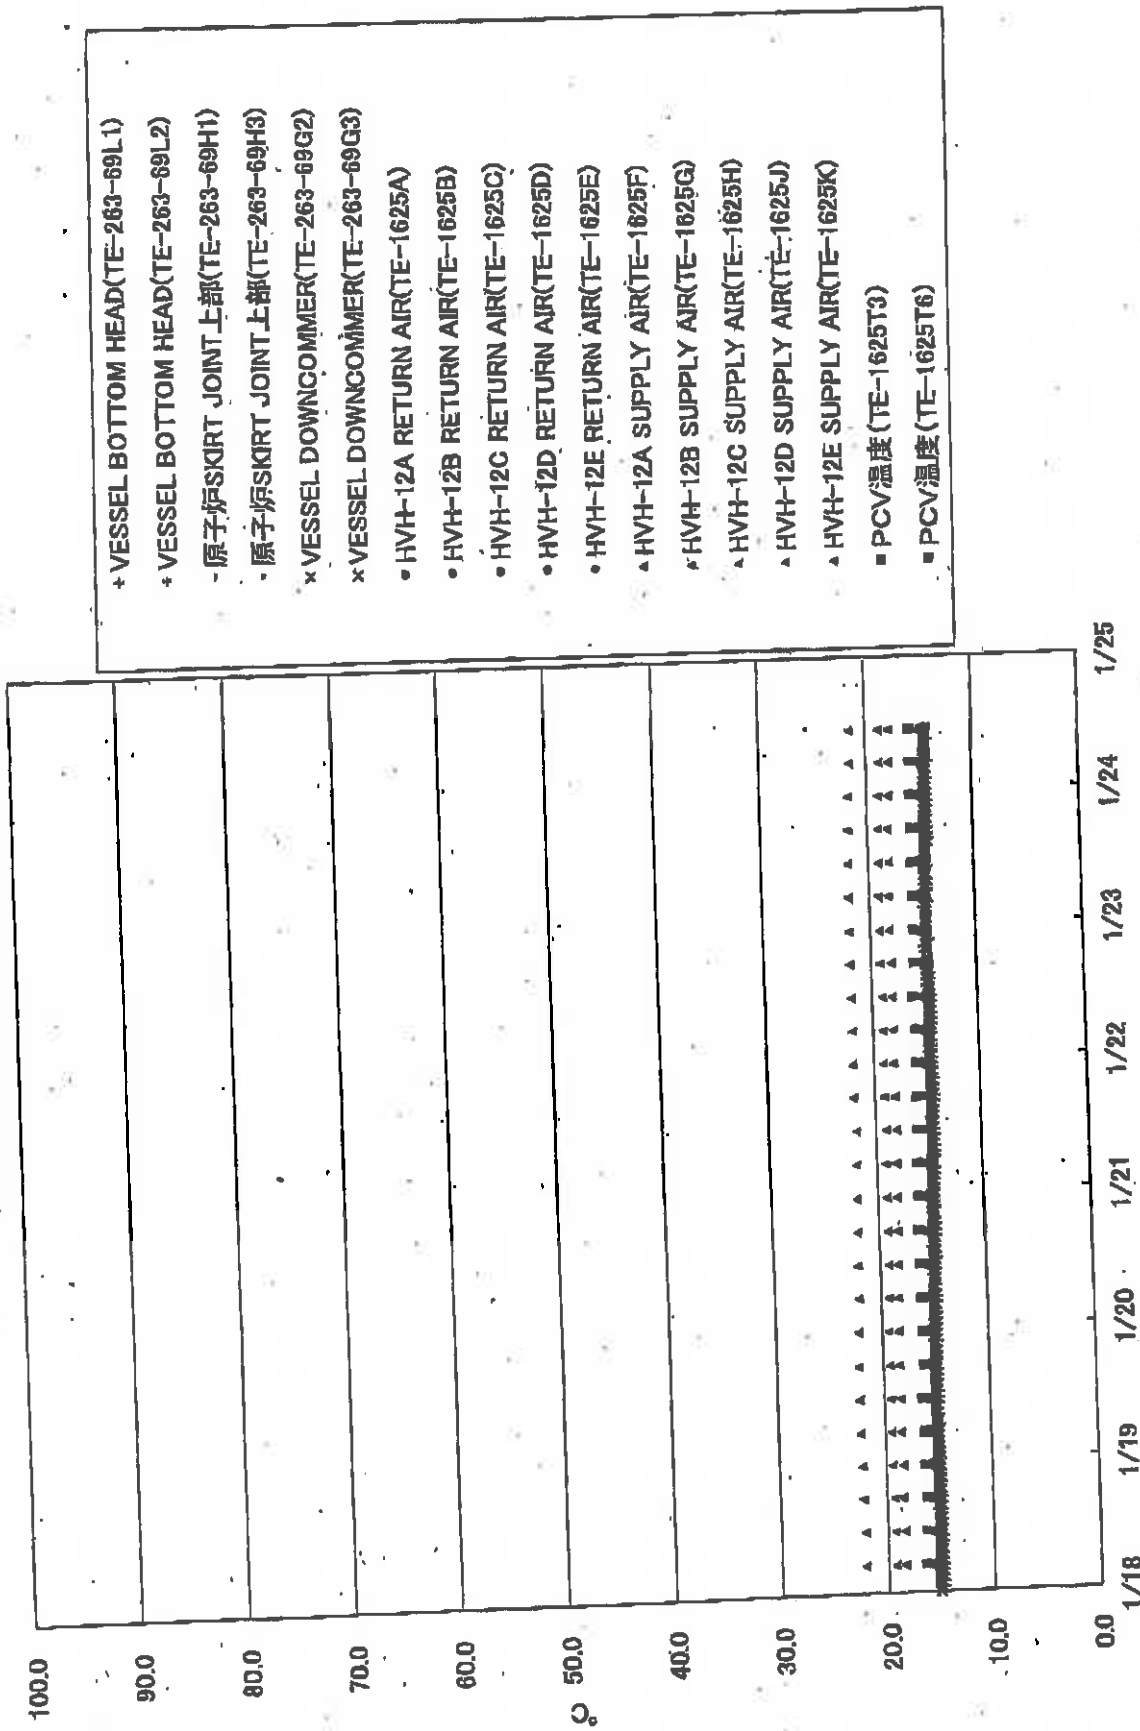 100.0
90.0
80.0
70.0
60.0
50.0
40.0
30.0
20.0
10.0
0.0
℃
1/18
1/19
1/20
1/21
1/22
1/23
1/24
1/25
+ VESSEL BOTTOM HEAD(TE-263-69L1)
+ VESSEL BOTTOM HEAD(TE-263-69L2)
- 原子炉SKIRT JOINT上部(TE-263-69H1)
- 原子炉SKIRT JOINT上部(TE-263-69H3)
× VESSEL DOWNCOMMER(TE-263-69G2)
× VESSEL DOWNCOMMER(TE-263-69G3)
● HVH-12A RETURN AIR(TE-1625A)
● HVH-12B RETURN AIR(TE-1625B)
● HVH-12C RETURN AIR(TE-1625C)
● HVH-12D RETURN AIR(TE-1625D)
● HVH-12E RETURN AIR(TE-1625E)
▲ HVH-12A SUPPLY AIR(TE-1625F)
▲ HVH-12B SUPPLY AIR(TE-1625G)
▲ HVH-12C SUPPLY AIR(TE-1625H)
▲ HVH-12D SUPPLY AIR(TE-1625J)
▲ HVH-12E SUPPLY AIR(TE-1625K)
■ PCV温度(TE-1625T3)
■ PCV温度(TE-1625T6)